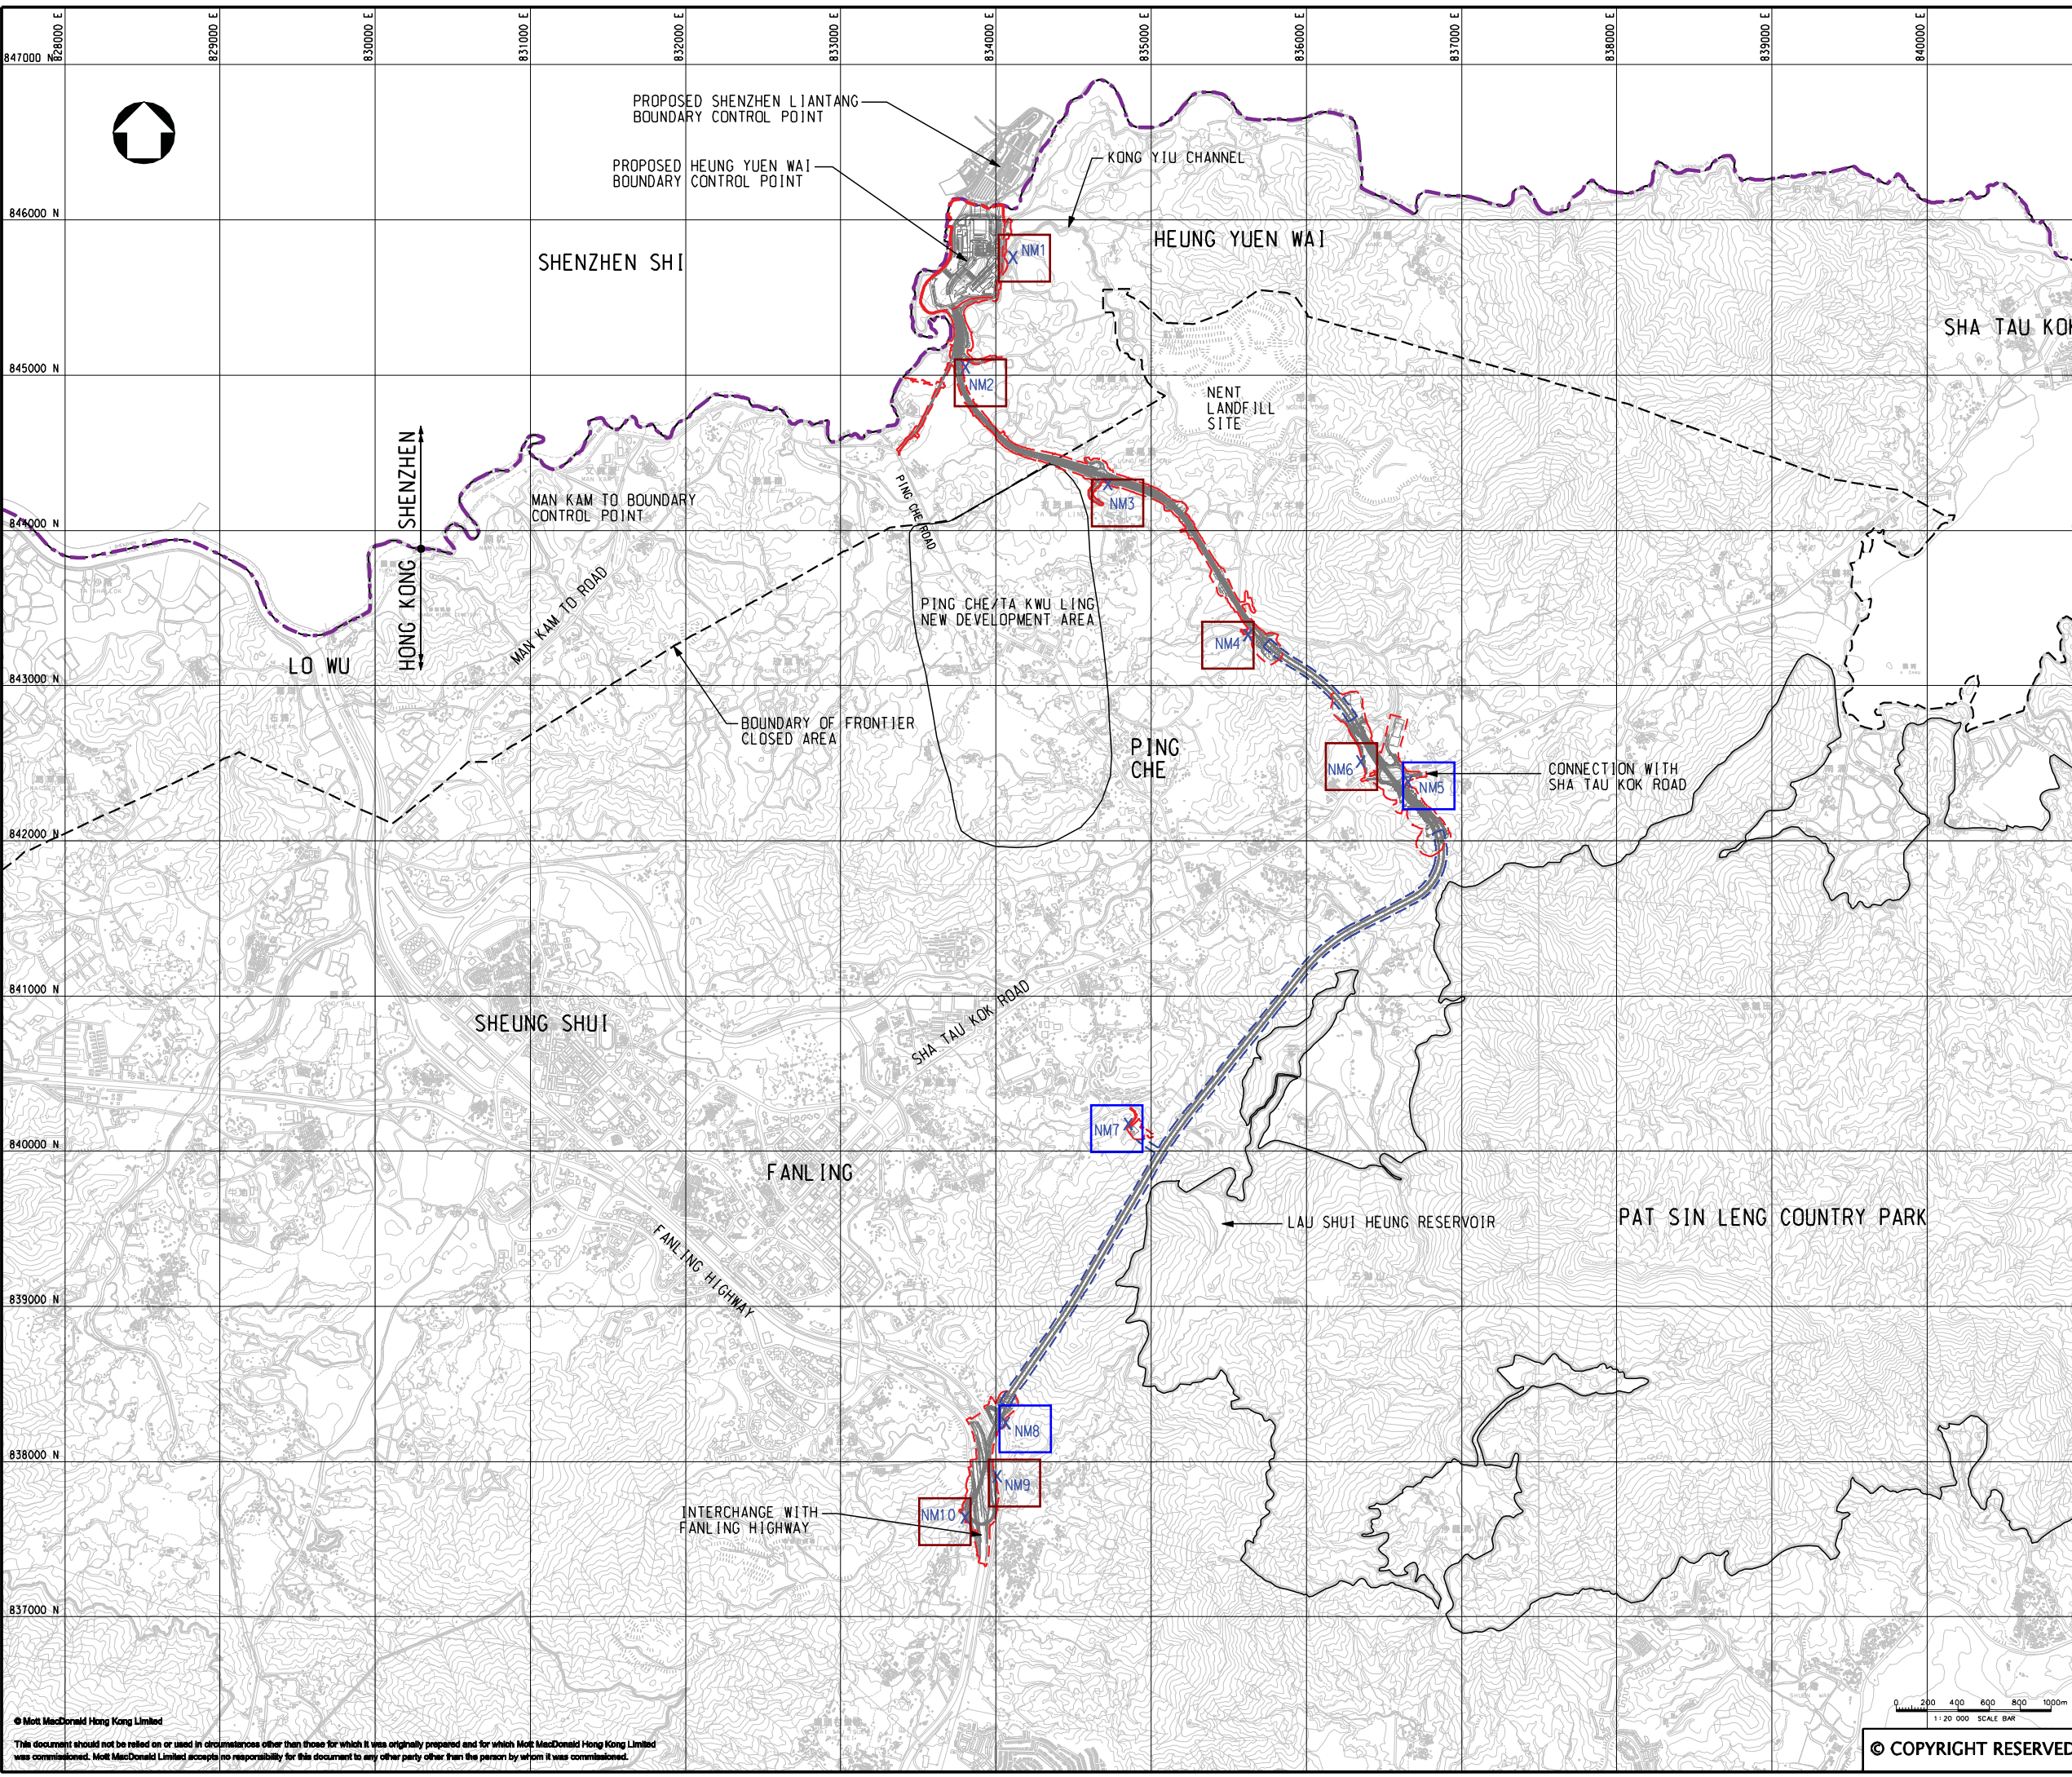 828000 E
829000 E
830000 E
831000 E
832000 E
833000 E
834000 E
835000 E
836000 E
837000 E
838000 E
839000 E
840000 E
847000 N
PROPOSED SHENZHEN LIANTANG
BOUNDARY CONTROL POINT
KONG YIU CHANNEL
PROPOSED HEUNG YUEN WAI
BOUNDARY CONTROL POINT
846000 N
HEUNG YUEN WAI
SHENZHEN SHI
NM1
SHA TAU KOK
845000 N
NM2
NENT
LANDFILL
SITE
HONG KONG
SHENZHEN
MAN KAM TO BOUNDARY
CONTROL POINT
PING CHE ROAD
NM3
844000 N
MAN KAM TO ROAD
PING CHE/TA KWU LING
NEW DEVELOPMENT AREA
NM4
LO WU
843000 N
BOUNDARY OF FRONTIER
CLOSED AREA
PING
CHE
NM6
CONNECTION WITH
SHA TAU KOK ROAD
NM5
842000 N
841000 N
SHEUNG SHUI
SHA TAU KOK ROAD
NM7
840000 N
FANLING
PAT SIN LENG COUNTRY PARK
LAU SHUI HEUNG RESERVOIR
FANLING HIGHWAY
839000 N
NM8
838000 N
NM9
INTERCHANGE WITH
FANLING HIGHWAY
NM10
837000 N
0 200 400 600 800 1000m
1:20 000 SCALE BAR
© Mott MacDonald Hong Kong Limited
This document should not be relied on or used in circumstances other than those for which it was originally prepared and for which Mott MacDonald Hong Kong Limited
was commissioned. Mott MacDonald Limited accepts no responsibility for this document to any other party other than the person by whom it was commissioned.
© COPYRIGHT RESERVED